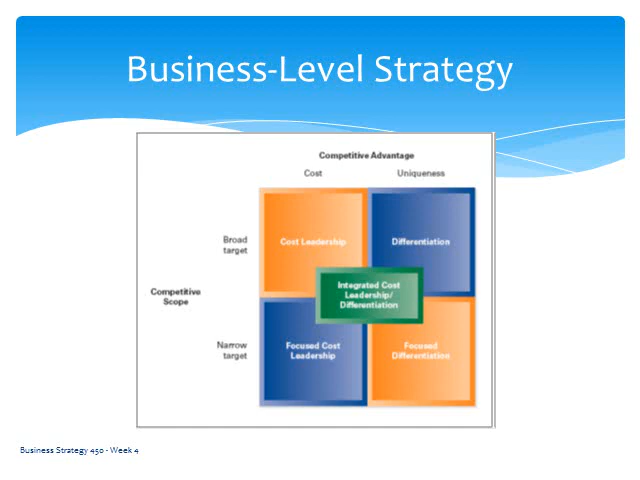 Business-Level Strategy
Competitive Advantage
Cost
Uniqueness
Broad
target
Cost Leadership
Differentiation
Competitive
Scope
Integrated Cost
Leadership/
Differentiation
Narrow
target
Focused Cost
Leadership
Focused
Differentiation
Business Strategy 450 - Week 4